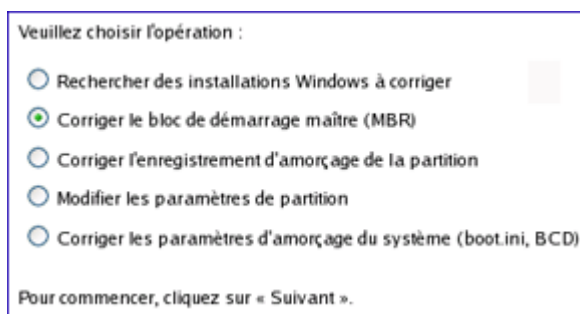 Veuillez choisir l'opération :
Rechercher des installations Windows à corriger
Corriger le bloc de démarrage maître (MBR)
Corriger l'enregistrement d'amorçage de la partition
Modifier les paramètres de partition
Corriger les paramètres d'amorçage du système (boot.ini, BCD)
Pour commencer, cliquez sur « Suivant ».